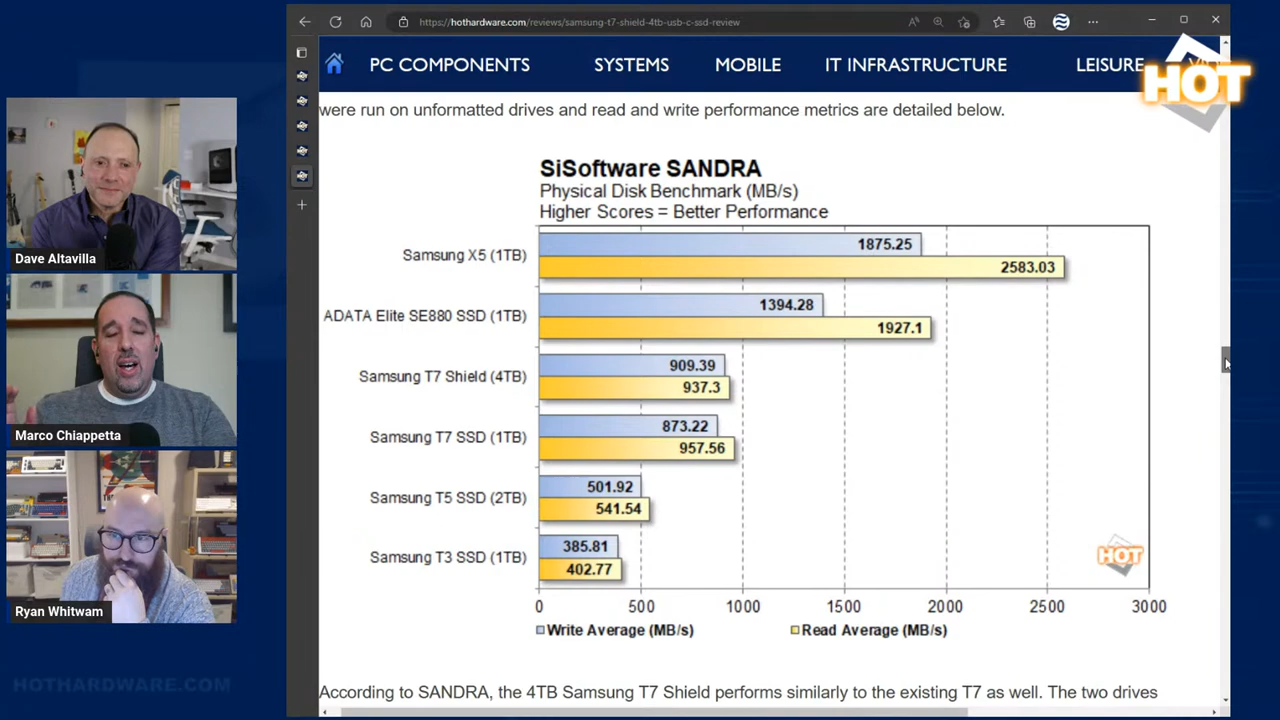 https://hothardware.com/reviews/samsung-t7-shield-4tb-usb-c-ssd-review
PC COMPONENTS
SYSTEMS
MOBILE
IT INFRASTRUCTURE
LEISURE
HOT
were run on unformatted drives and read and write performance metrics are detailed below.
SiSoftware SANDRA
Physical Disk Benchmark (MB/s)
Higher Scores = Better Performance
Samsung X5 (1TB)
1875.25
2583.03
ADATA Elite SE880 SSD (1TB)
1394.28
1927.1
Samsung T7 Shield (4TB)
909.39
937.3
Samsung T7 SSD (1TB)
873.22
957.56
Samsung T5 SSD (2TB)
501.92
541.54
Samsung T3 SSD (1TB)
385.81
402.77
HOT
0 500 1000 1500 2000 2500 3000
Write Average (MB/s)
Read Average (MB/s)
According to SANDRA, the 4TB Samsung T7 Shield performs similarly to the existing T7 as well. The two drives
Dave Altavilla
Marco Chiappetta
Ryan Whitwam
HOTHARDWARE.COM